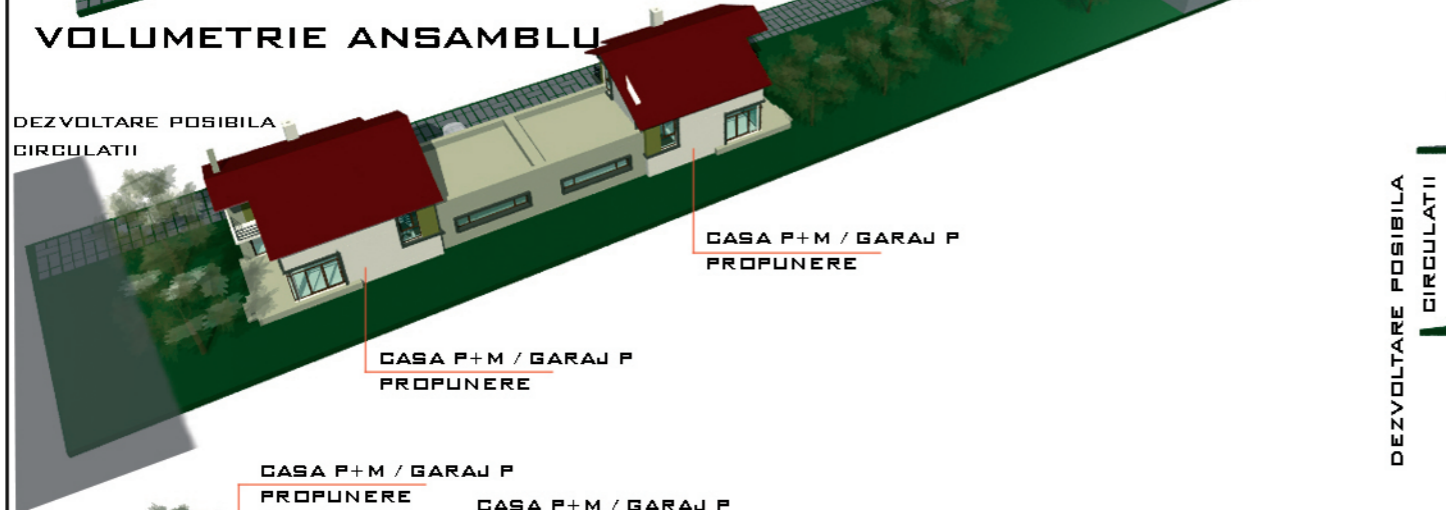 VOLUMETRIE ANSAMBLU
DEZVOLTARE POSIBILA
CIRCULATII
CASA P+M / GARAJ P
PROPUNERE
CASA P+M / GARAJ P
PROPUNERE
CASA P+M / GARAJ P
PROPUNERE
CASA P+M / GARAJ P
DEZVOLTARE POSIBILA
CIRCULATII